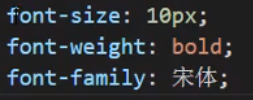 font-size: 10px;
font-weight: bold;
font-family: 宋体;